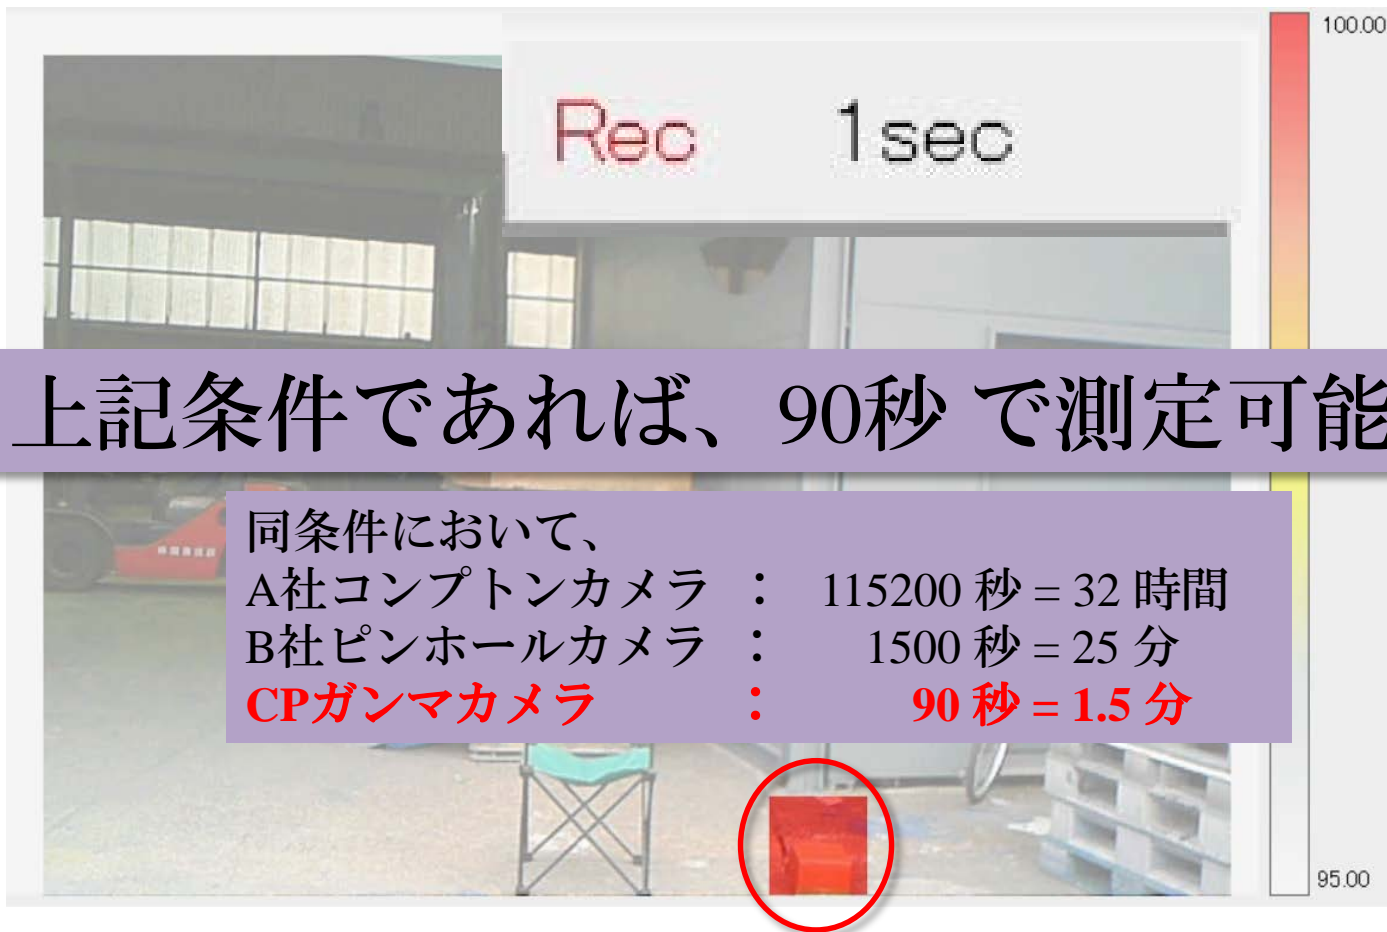 100.00
Rec 1sec
上記条件であれば、90秒 で測定可能
同条件において、
A社コンプトンカメラ ： 115200 秒 = 32 時間
B社ピンホールカメラ ： 1500 秒 = 25 分
CPガンマカメラ ： 90 秒 = 1.5 分
95.00